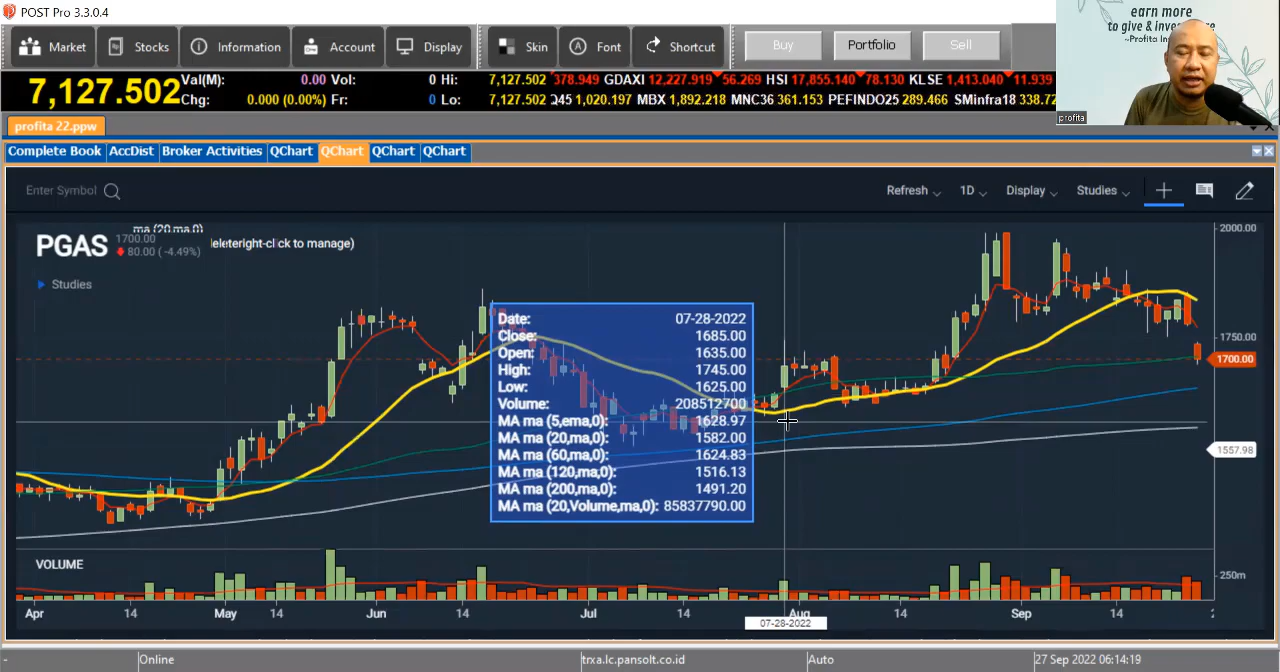 POST Pro 3.3.0.4
Market Stocks Information Account Display Skin Font Shortcut Buy Portfolio Sell
earn more
to give & invest more
~Profita In
7,127.502
Val(M): 0.00 Vol: 0 Hi: 7,127.502 378.949 GDAXI 12,227.919 56.269 HSI 17,855.140 78.130 KLSE 1,413.040 11.939
Chg: 0.000 (0.00%) Fr: 0 Lo: 7,127.502 Q45 1,020.197 MBX 1,892.218 MNC36 361.153 PEFINDO25 289.466 SMinfra18 338.72
profita
profita 22.ppw
Complete Book AccDist Broker Activities QChart QChart QChart QChart
Enter Symbol Refresh 1D Display Studies
ma (20,ma,0)
PGAS 1700.00
80.00 (-4.49%)
leteright-click to manage)
Studies
2000.00
1750.00
1700.00
1557.98
250m
Date: 07-28-2022
Close: 1685.00
Open: 1635.00
High: 1745.00
Low: 1625.00
Volume: 208512700
MA ma (5,ema,0): 1628.97
MA ma (20,ma,0): 1582.00
MA ma (60,ma,0): 1624.83
MA ma (120,ma,0): 1516.13
MA ma (200,ma,0): 1491.20
MA ma (20,Volume,ma,0): 85837790.00
VOLUME
Apr 14 May 14 Jun 14 Jul 14 Aug 14 Sep 14 2
07-28-2022
- Online trxa.lc.pansolt.co.id Auto 27 Sep 2022 06:14:19